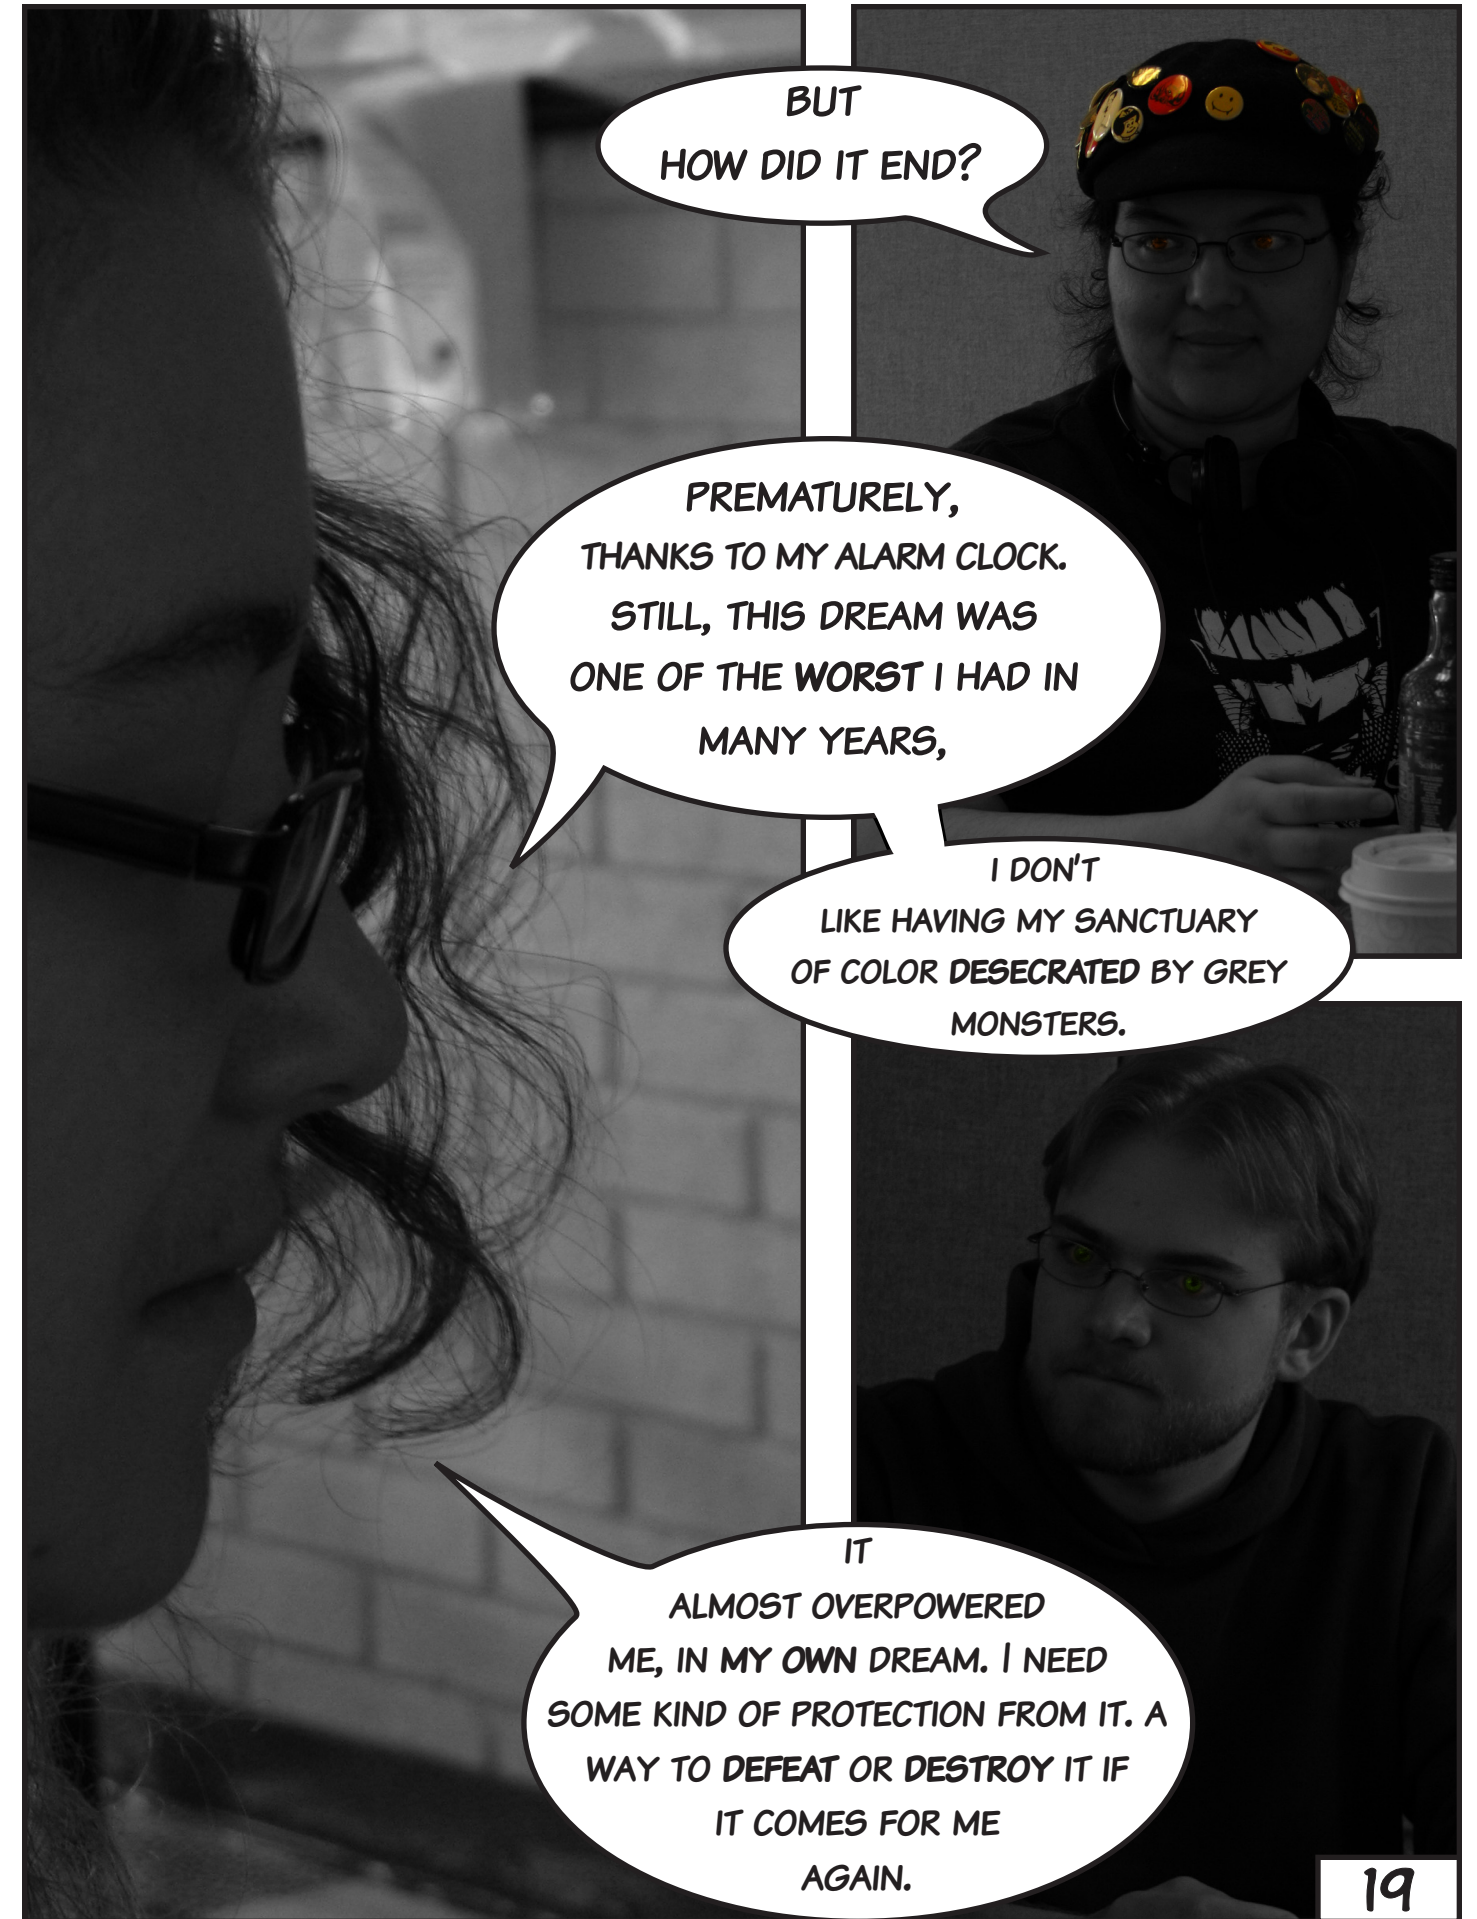 BUT
HOW DID IT END?
PREMATURELY,
THANKS TO MY ALARM CLOCK.
STILL, THIS DREAM WAS
ONE OF THE WORST I HAD IN
MANY YEARS,
I DON'T
LIKE HAVING MY SANCTUARY
OF COLOR DESECRATED BY GREY
MONSTERS.
IT
ALMOST OVERPOWERED
ME, IN MY OWN DREAM. I NEED
SOME KIND OF PROTECTION FROM IT. A
WAY TO DEFEAT OR DESTROY IT IF
IT COMES FOR ME
AGAIN.
19